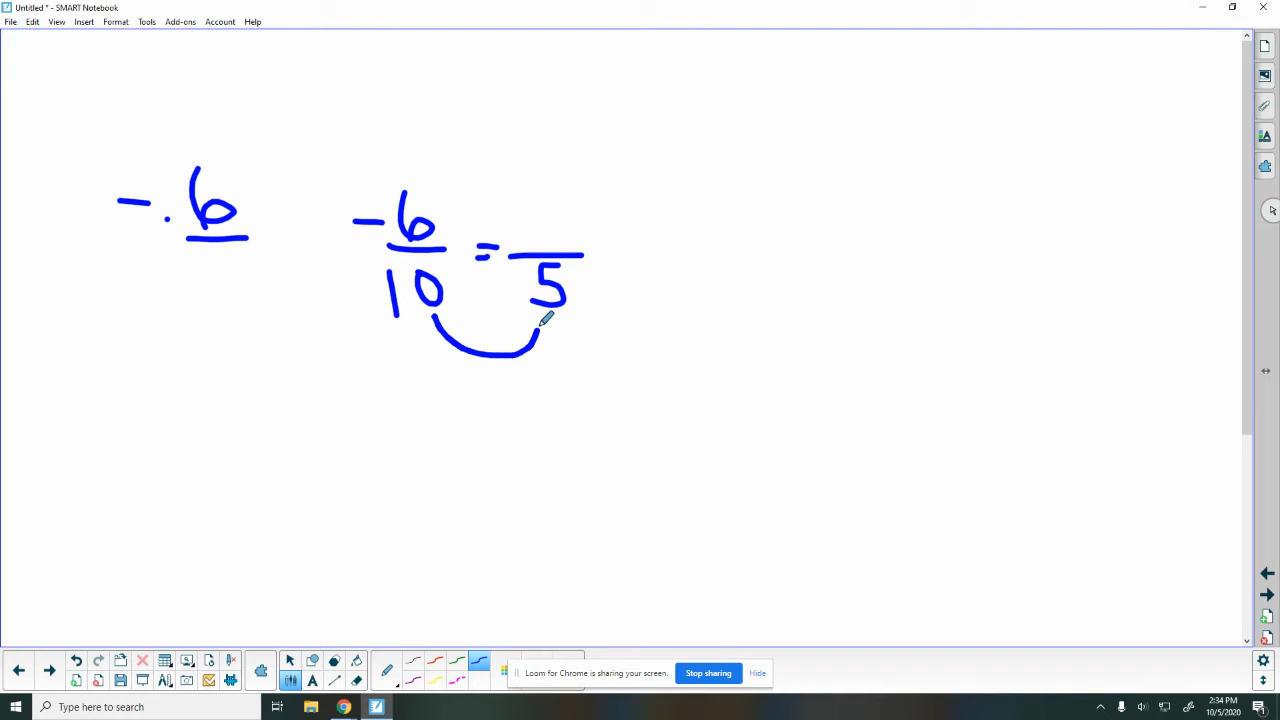 Untitled * - SMART Notebook
File Edit View Insert Format Tools Add-ons Account Help
-.6
-6
10
=
5
Loom for Chrome is sharing your screen. Stop sharing Hide
Type here to search
2:34 PM
10/5/2020
1